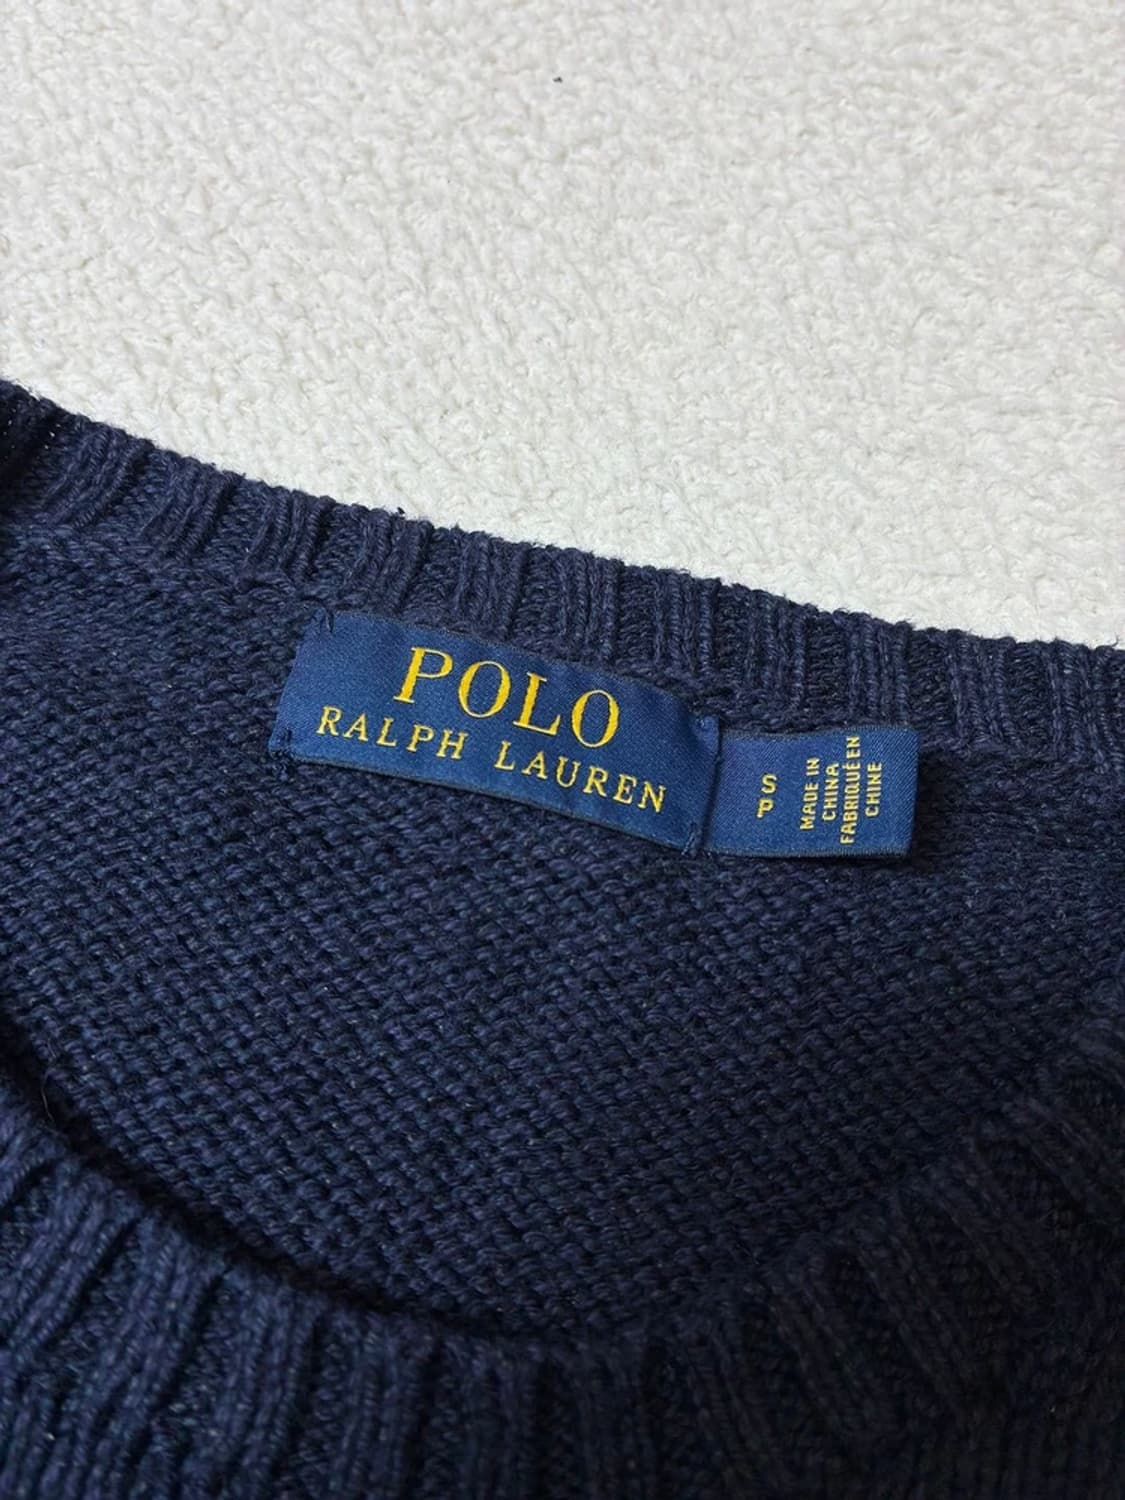 POLO
RALPH LAUREN
S
P
MADE IN
CHINA
FABRIQUÉ EN
CHINE